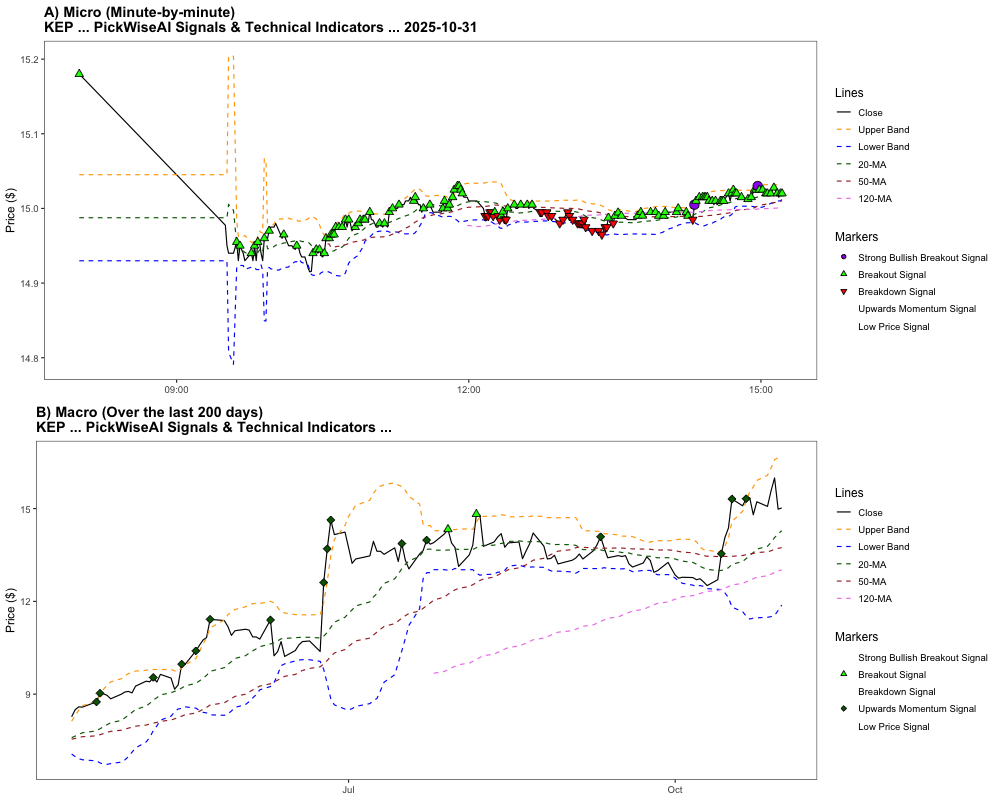 A) Micro (Minute-by-minute)
KEP ... PickWiseAI Signals & Technical Indicators ... 2025-10-31
Price ($)
15.2
15.1
15.0
14.9
14.8
09:00
12:00
15:00
Lines
Close
Upper Band
Lower Band
20-MA
50-MA
120-MA
Markers
Strong Bullish Breakout Signal
Breakout Signal
Breakdown Signal
Upwards Momentum Signal
Low Price Signal
B) Macro (Over the last 200 days)
KEP ... PickWiseAI Signals & Technical Indicators ...
Price ($)
15
12
9
Jul
Oct
Lines
Close
Upper Band
Lower Band
20-MA
50-MA
120-MA
Markers
Strong Bullish Breakout Signal
Breakout Signal
Breakdown Signal
Upwards Momentum Signal
Low Price Signal